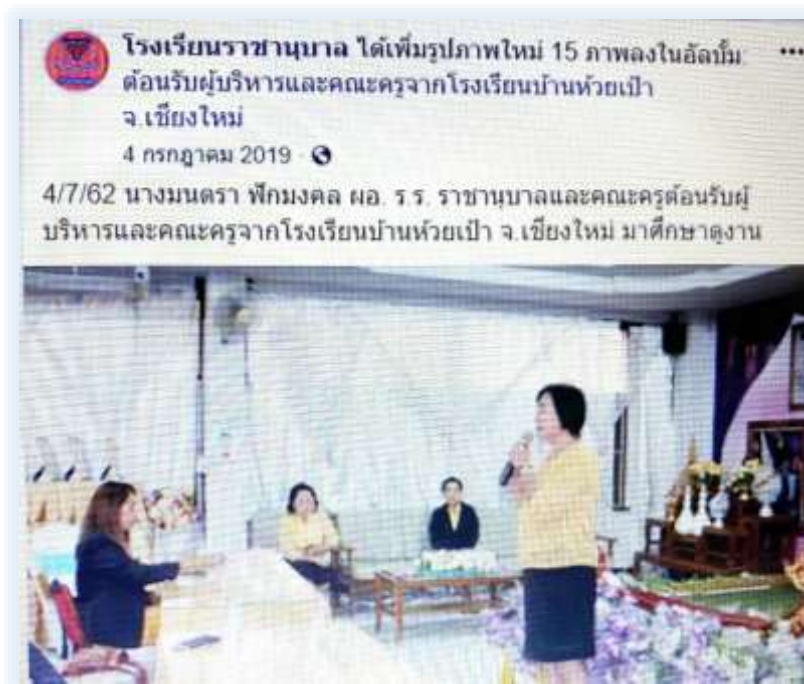 โรงเรียนราชานุบาล ได้เพิ่มรูปภาพใหม่ 15 ภาพลงในอัลบั้ม:
ต้อนรับผู้บริหารและคณะครูจากโรงเรียนบ้านห้วยเป้า
จ.เชียงใหม่
4 กรกฎาคม 2019 ·
4/7/62 นางมนตรา ฟักมงคล ผอ. ร.ร. ราชานุบาลและคณะครูต้อนรับผู้
บริหารและคณะครูจากโรงเรียนบ้านห้วยเป้า จ.เชียงใหม่ มาศึกษาดูงาน